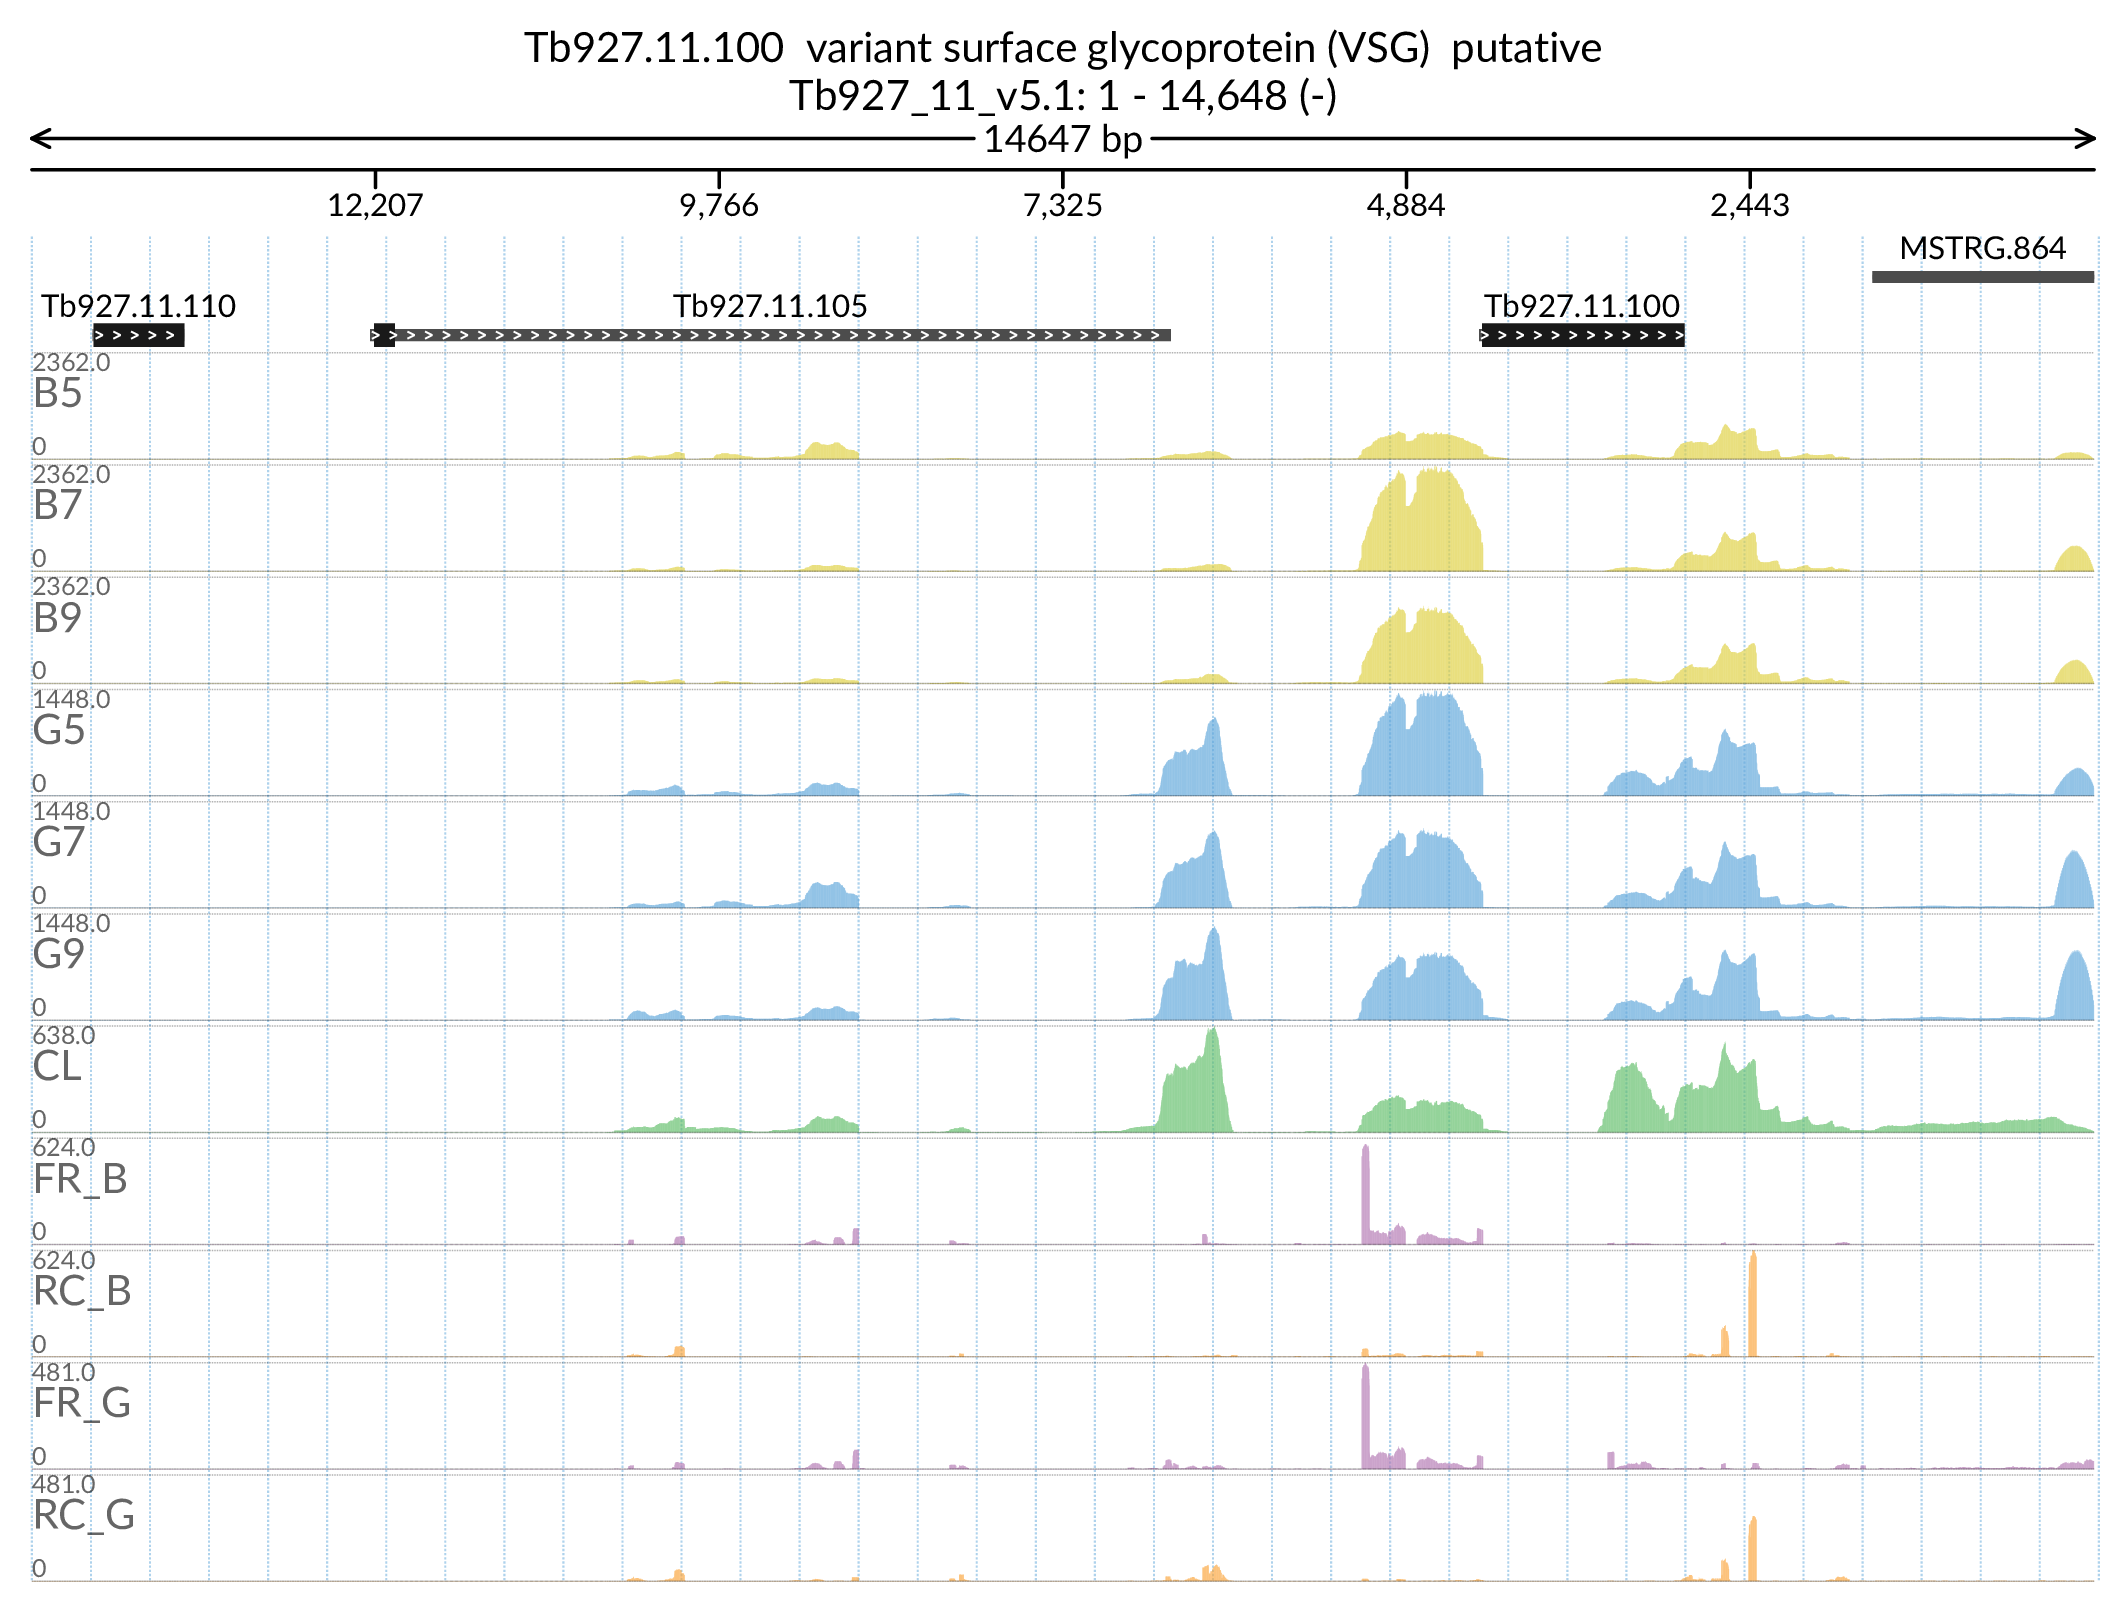 Tb927.11.100  variant surface glycoprotein (VSG)  putative
Tb927_11_v5.1: 1 - 14,648 (-)
14647 bp
12,207 9,766 7,325 4,884 2,443
MSTRG.864
Tb927.11.110 Tb927.11.105 Tb927.11.100
2362.0
B5
0
2362.0
B7
0
2362.0
B9
0
1448.0
G5
0
1448.0
G7
0
1448.0
G9
0
638.0
CL
0
624.0
FR_B
0
624.0
RC_B
0
481.0
FR_G
0
481.0
RC_G
0